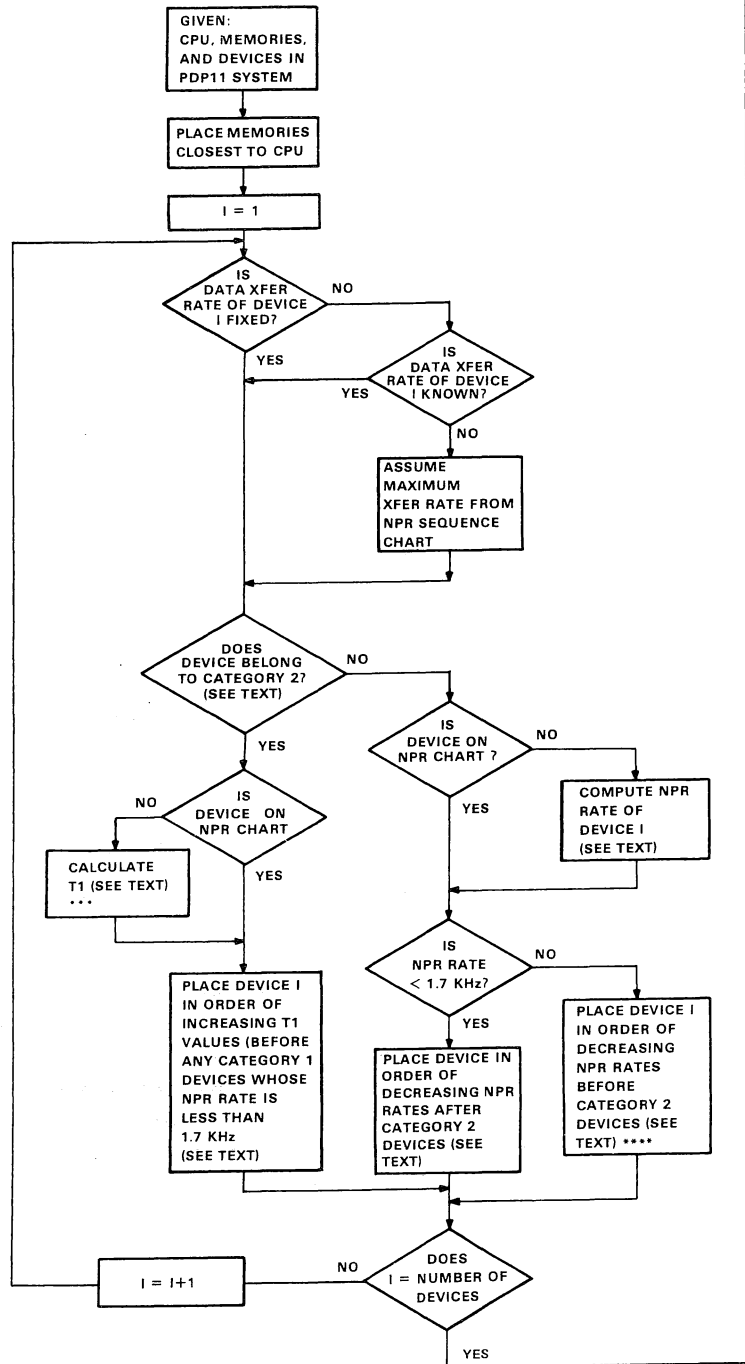 GIVEN:
CPU, MEMORIES,
AND DEVICES IN
PDP11 SYSTEM
PLACE MEMORIES
CLOSEST TO CPU
I = 1
IS
DATA XFER
RATE OF DEVICE
I FIXED?
NO
YES
IS
DATA XFER
RATE OF DEVICE
I KNOWN?
YES
NO
ASSUME
MAXIMUM
XFER RATE FROM
NPR SEQUENCE
CHART
DOES
DEVICE BELONG
TO CATEGORY 2?
(SEE TEXT)
NO
YES
IS
DEVICE ON
NPR CHART ?
NO
YES
COMPUTE NPR
RATE OF
DEVICE I
(SEE TEXT)
IS
DEVICE ON
NPR CHART
NO
YES
CALCULATE
T1 (SEE TEXT)
***
IS
NPR RATE
< 1.7 KHz?
NO
YES
PLACE DEVICE I
IN ORDER OF
INCREASING T1
VALUES (BEFORE
ANY CATEGORY 1
DEVICES WHOSE
NPR RATE IS
LESS THAN
1.7 KHz
(SEE TEXT)
PLACE DEVICE IN
ORDER OF
DECREASING NPR
RATES AFTER
CATEGORY 2
DEVICES (SEE
TEXT)
PLACE DEVICE I
IN ORDER OF
DECREASING
NPR RATES
BEFORE
CATEGORY 2
DEVICES (SEE
TEXT) ****
DOES
I = NUMBER OF
DEVICES
NO
YES
I = I+1